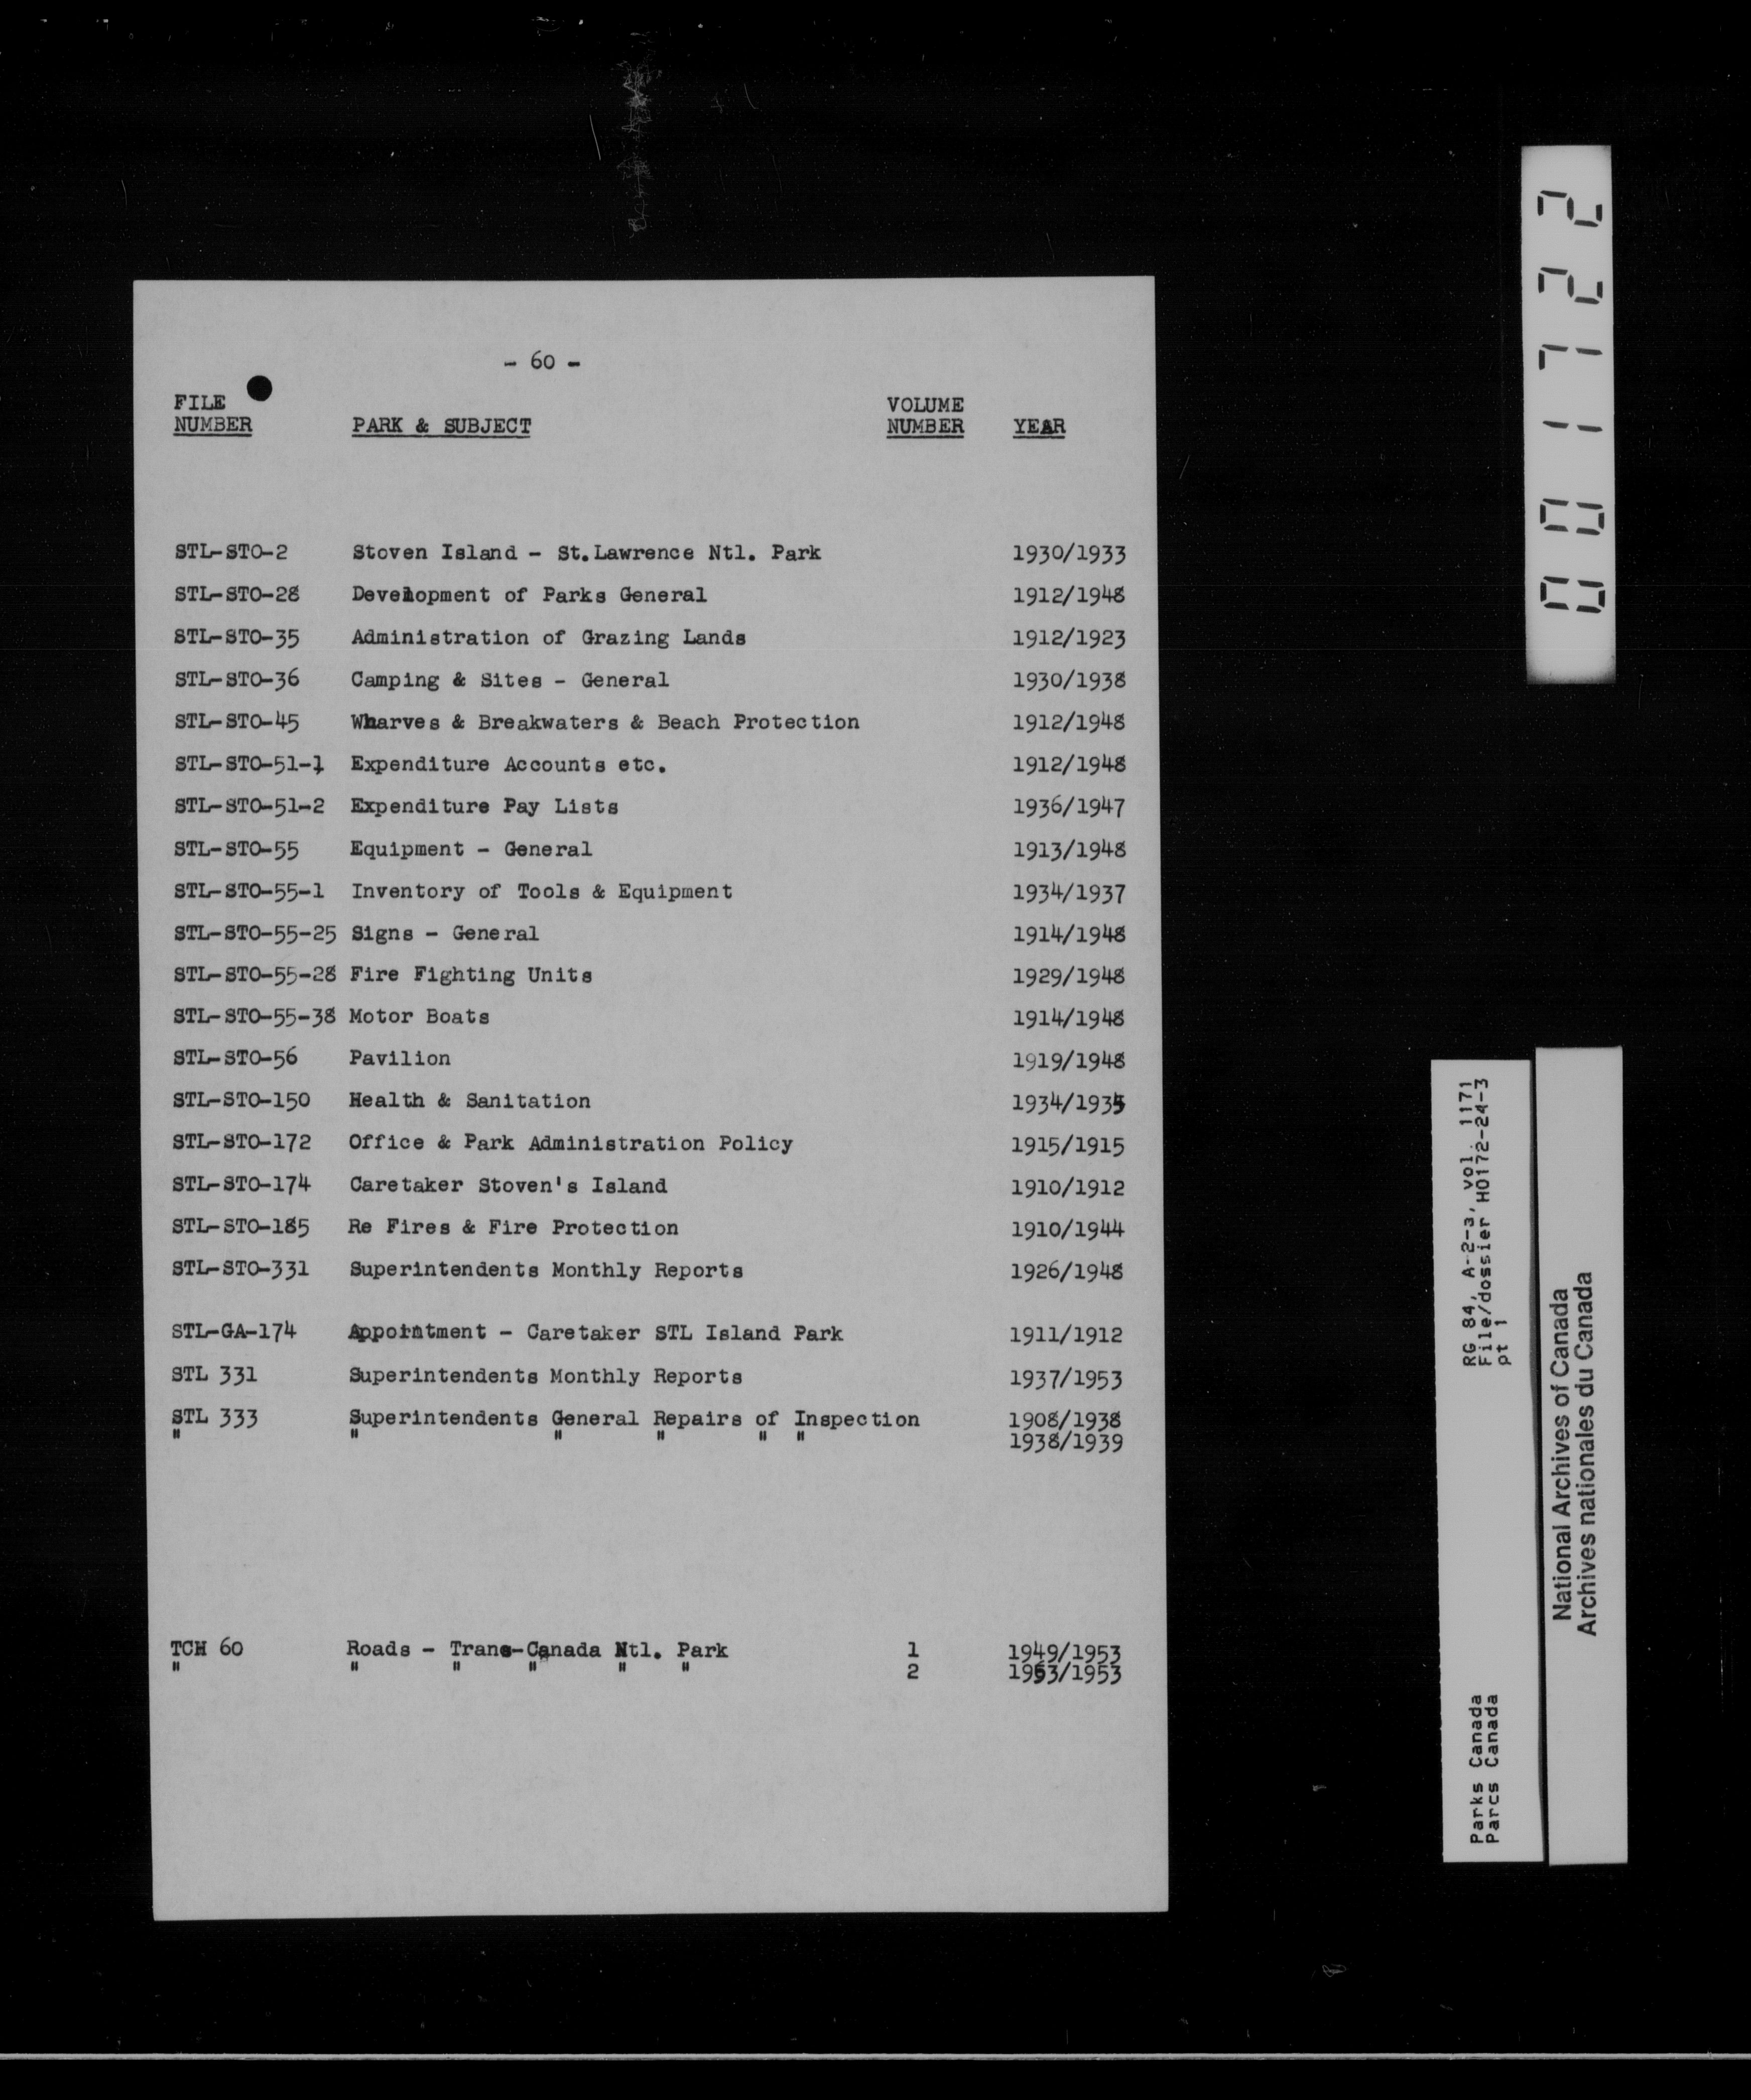 - 60 -
FILE NUMBER PARK & SUBJECT VOLUME NUMBER YEAR
STL-STO-2 Stoven Island - St.Lawrence Ntl. Park 1930/1933
STL-STO-28 Development of Parks General 1912/1948
STL-STO-35 Administration of Grazing Lands 1912/1923
STL-STO-36 Camping & Sites - General 1930/1938
STL-STO-45 Wharves & Breakwaters & Beach Protection 1912/1948
STL-STO-51-1 Expenditure Accounts etc. 1912/1948
STL-STO-51-2 Expenditure Pay Lists 1936/1947
STL-STO-55 Equipment - General 1913/1948
STL-STO-55-1 Inventory of Tools & Equipment 1934/1937
STL-STO-55-25 Signs - General 1914/1948
STL-STO-55-28 Fire Fighting Units 1929/1948
STL-STO-55-38 Motor Boats 1914/1948
STL-STO-56 Pavilion 1919/1948
STL-STO-150 Health & Sanitation 1934/1935
STL-STO-172 Office & Park Administration Policy 1915/1915
STL-STO-174 Caretaker Stoven's Island 1910/1912
STL-STO-185 Re Fires & Fire Protection 1910/1944
STL-STO-331 Superintendents Monthly Reports 1926/1948
STL-GA-174 Appointment - Caretaker STL Island Park 1911/1912
STL 331 Superintendents Monthly Reports 1937/1953
STL 333 Superintendents General Repairs of Inspection 1908/1938
" " " " " " 1938/1939
TCH 60 Roads - Trans-Canada Ntl. Park 1 1949/1953
" " " " " " 2 1953/1953
001722
RG 84, A-2-3, vol. 1171
File/dossier H0172-24-3
pt 1
Parks Canada
Parcs Canada
National Archives of Canada
Archives nationales du Canada